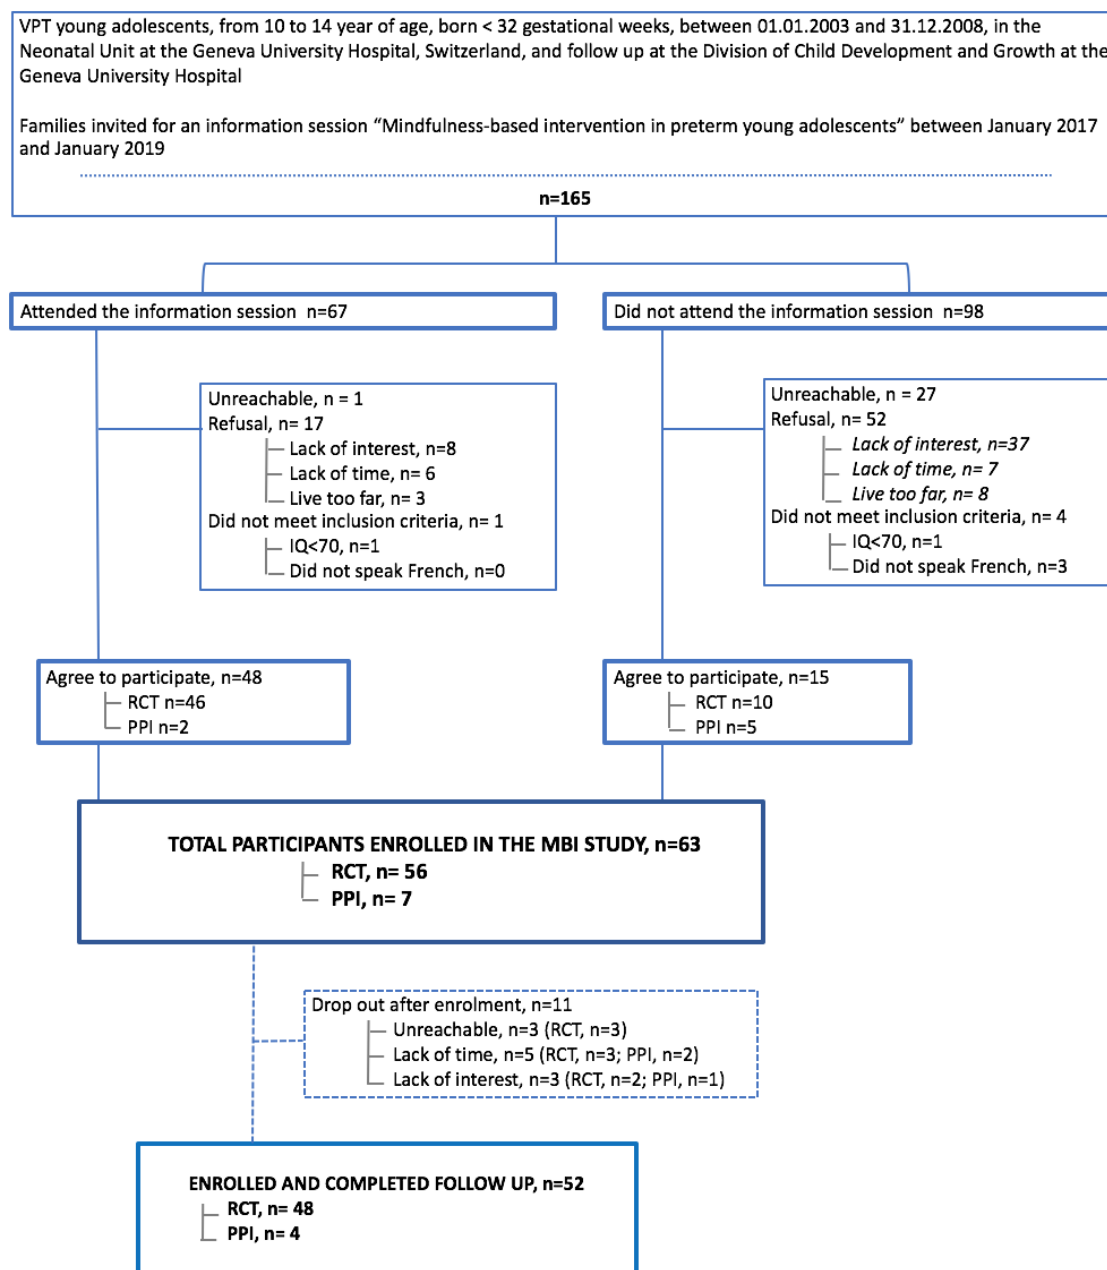 VPT young adolescents, from 10 to 14 year of age, born < 32 gestational weeks, between 01.01.2003 and 31.12.2008, in the
Neonatal Unit at the Geneva University Hospital, Switzerland, and follow up at the Division of Child Development and Growth at the
Geneva University Hospital
Families invited for an information session “Mindfulness-based intervention in preterm young adolescents” between January 2017
and January 2019
n=165
Attended the information session n=67
Unreachable, n = 1
Refusal, n= 17
Lack of interest, n=8
Lack of time, n= 6
Live too far, n= 3
Did not meet inclusion criteria, n= 1
IQ<70, n=1
Did not speak French, n=0
Agree to participate, n=48
RCT n=46
PPI n=2
Did not attend the information session n=98
Unreachable, n = 27
Refusal, n= 52
Lack of interest, n=37
Lack of time, n= 7
Live too far, n= 8
Did not meet inclusion criteria, n= 4
IQ<70, n=1
Did not speak French, n=3
Agree to participate, n=15
RCT n=10
PPI n=5
TOTAL PARTICIPANTS ENROLLED IN THE MBI STUDY, n=63
RCT, n= 56
PPI, n= 7
Drop out after enrolment, n=11
Unreachable, n=3 (RCT, n=3)
Lack of time, n=5 (RCT, n=3; PPI, n=2)
Lack of interest, n=3 (RCT, n=2; PPI, n=1)
ENROLLED AND COMPLETED FOLLOW UP, n=52
RCT, n= 48
PPI, n= 4